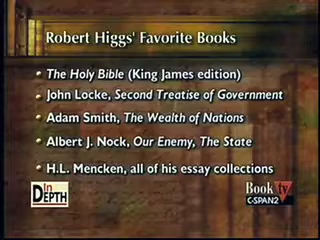 Robert Higgs' Favorite Books
The Holy Bible (King James edition)
John Locke, Second Treatise of Government
Adam Smith, The Wealth of Nations
Albert J. Nock, Our Enemy, The State
H.L. Mencken, all of his essay collections
In
DEPTH
Book tv
C-SPAN2